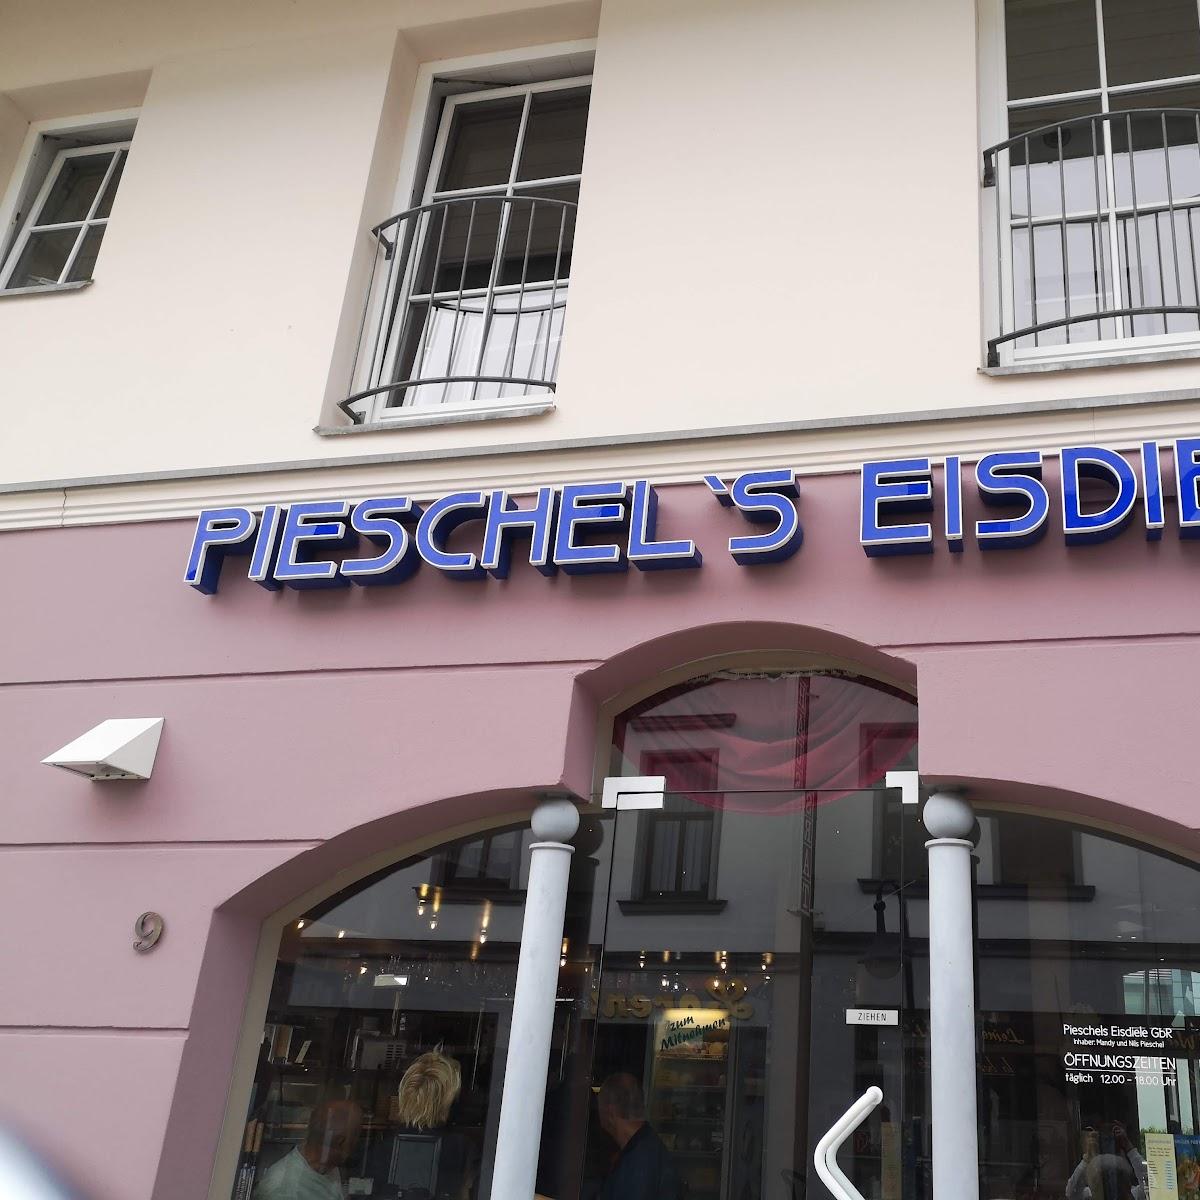 PIESCHEL`S EISDIE
9
zum
Mitnehmen
ZIEHEN
Pieschels Eisdiele GbR
Inhaber: Mandy und Nils Pieschel
ÖFFNUNGSZEITEN
täglich 12.00 - 18.00 Uhr